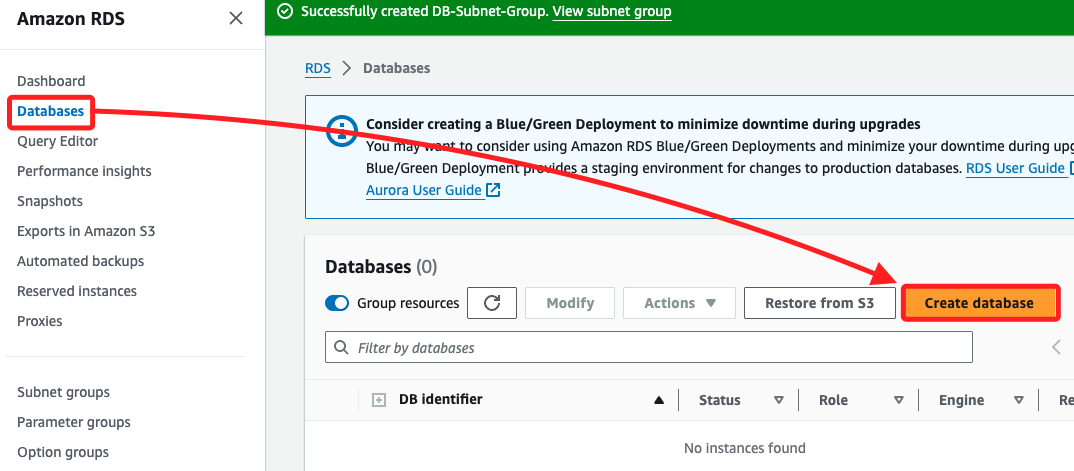 Amazon RDS
Successfully created DB-Subnet-Group. View subnet group
Dashboard
Databases
Query Editor
Performance insights
Snapshots
Exports in Amazon S3
Automated backups
Reserved instances
Proxies
Subnet groups
Parameter groups
Option groups
RDS > Databases
Consider creating a Blue/Green Deployment to minimize downtime during upgrades
You may want to consider using Amazon RDS Blue/Green Deployments and minimize your downtime during upg
Blue/Green Deployment provides a staging environment for changes to production databases. RDS User Guide
Aurora User Guide
Databases (0)
Group resources
Modify
Actions
Restore from S3
Create database
Filter by databases
DB identifier
Status
Role
Engine
Re
No instances found